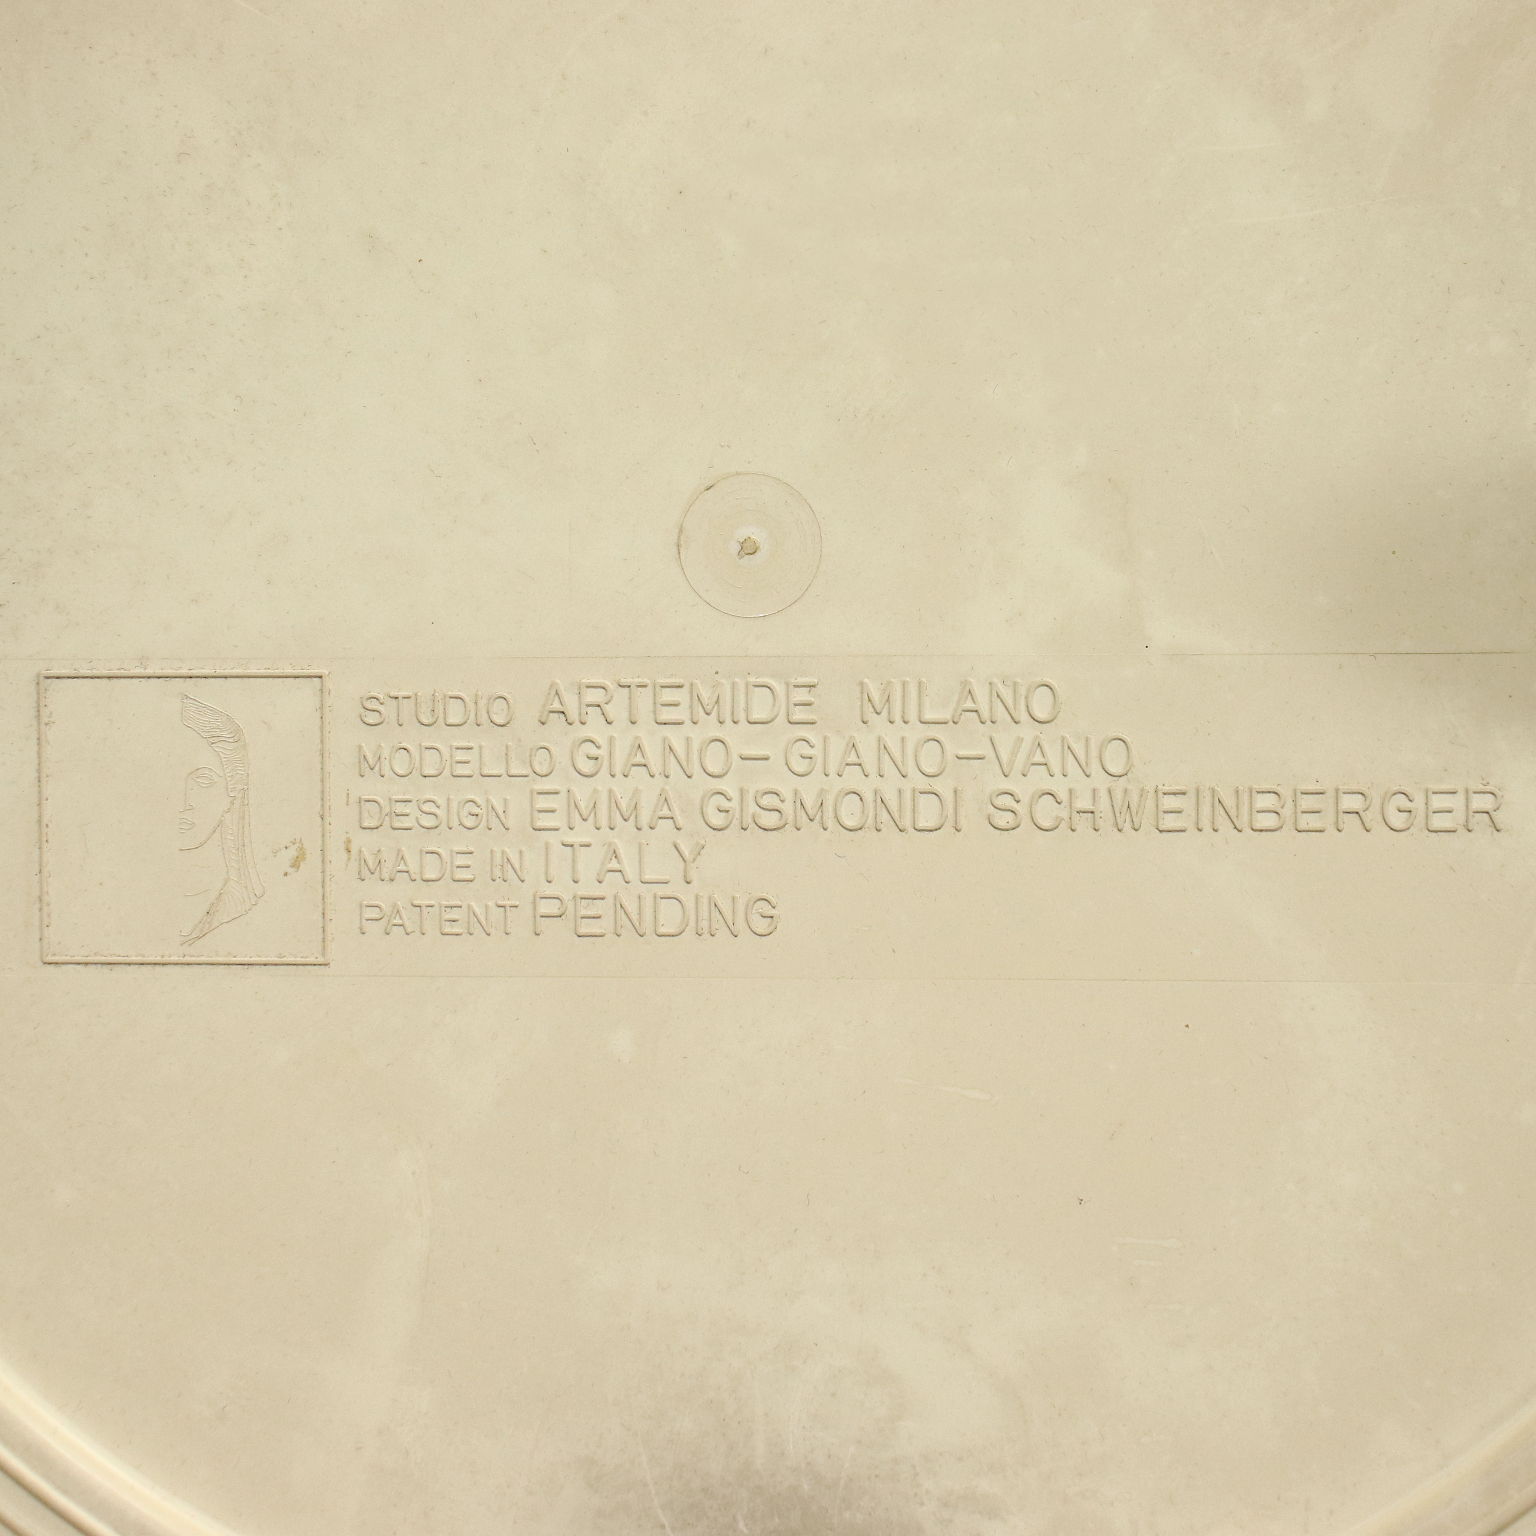 STUDIO ARTEMIDE MILANO
MODELLO GIANO-GIANO-VANO
DESIGN EMMA GISMONDI SCHWEINBERGER
MADE IN ITALY
PATENT PENDING